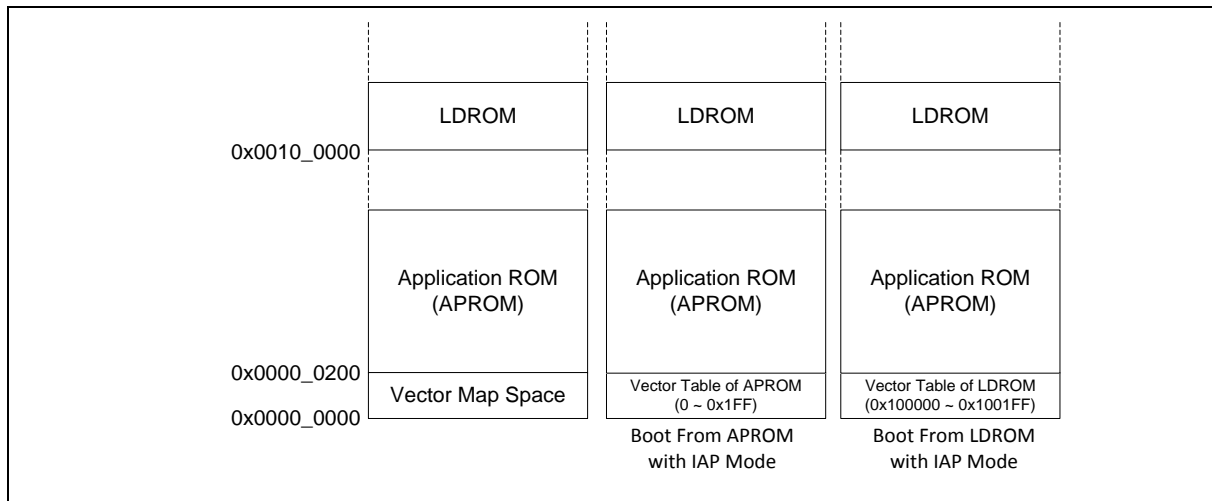 LDROM
LDROM
LDROM
0x0010_0000
Application ROM
(APROM)
Application ROM
(APROM)
Application ROM
(APROM)
0x0000_0200
Vector Map Space
Vector Table of APROM
(0 ~ 0x1FF)
Vector Table of LDROM
(0x100000 ~ 0x1001FF)
0x0000_0000
Boot From APROM
with IAP Mode
Boot From LDROM
with IAP Mode